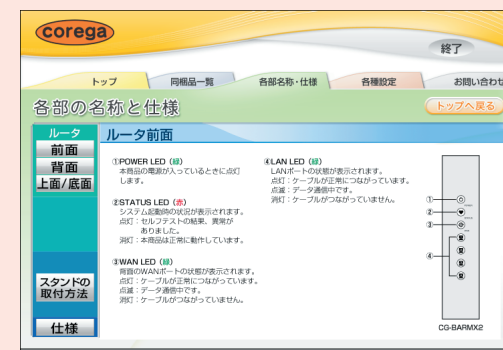 corega
終了
トップ
同梱品一覧
各部名称・仕様
各種設定
お問い合わせ
各部の名称と仕様
トップへ戻る
ルータ
前面
背面
上面/底面
スタンドの
取付方法
仕様
ルータ前面
①POWER LED（緑）
本商品の電源が入っているときに点灯
します。
②STATUS LED（赤）
システム起動時の状況が表示されます。
点灯：セルフテストの結果、異常が
ありました。
消灯：本商品は正常に動作しています。
③WAN LED（緑）
背面のWANポートの状態が表示されます。
点灯：ケーブルが正常につながっています。
点滅：データ通信中です。
消灯：ケーブルがつながっていません。
④LAN LED（緑）
LANポートの状態が表示されます。
点灯：ケーブルが正常につながっています。
点滅：データ通信中です。
消灯：ケーブルがつながっていません。
①
②
③
④
CG-BARMX2